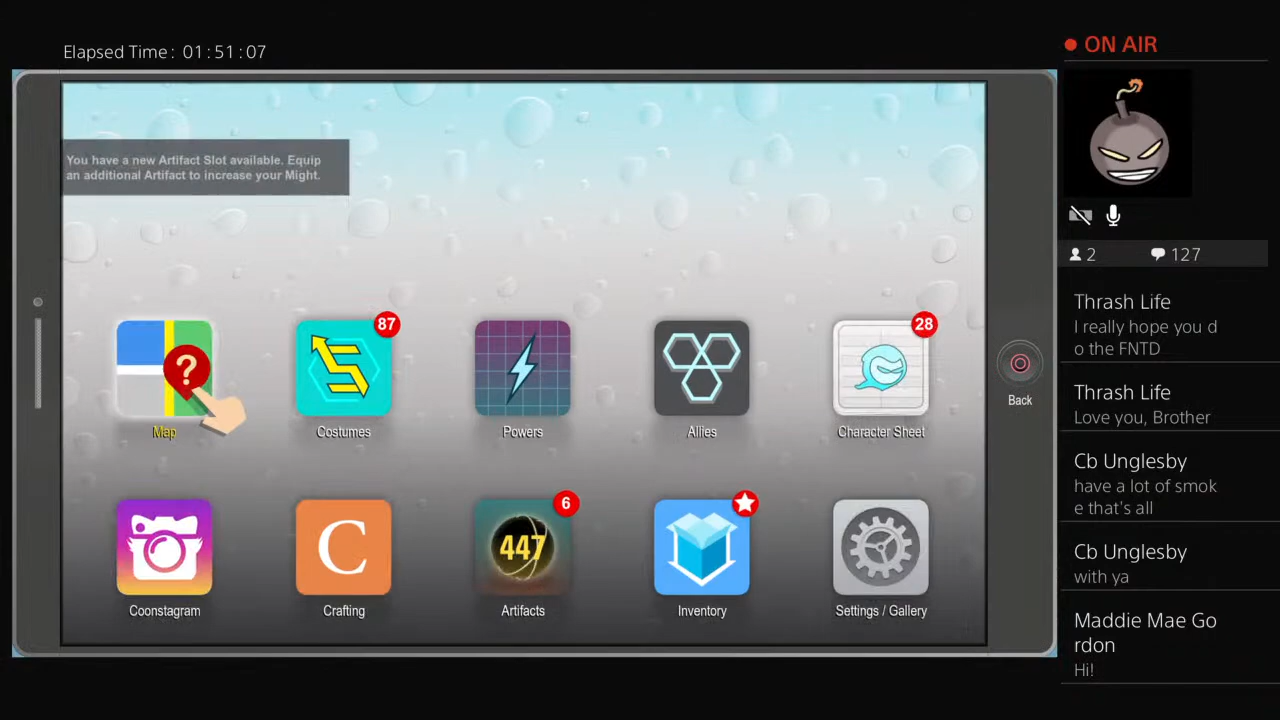 Elapsed Time: 01:51:07
ON AIR
You have a new Artifact Slot available. Equip
an additional Artifact to increase your Might.
2
127
Thrash Life
I really hope you d
o the FNTD
Thrash Life
Love you, Brother
Cb Unglesby
have a lot of smok
e that's all
Cb Unglesby
with ya
Maddie Mae Go
rdon
Hi!
?
87
28
Map
Costumes
Powers
Allies
Character Sheet
Back
C
6
447
Coonstagram
Crafting
Artifacts
Inventory
Settings / Gallery